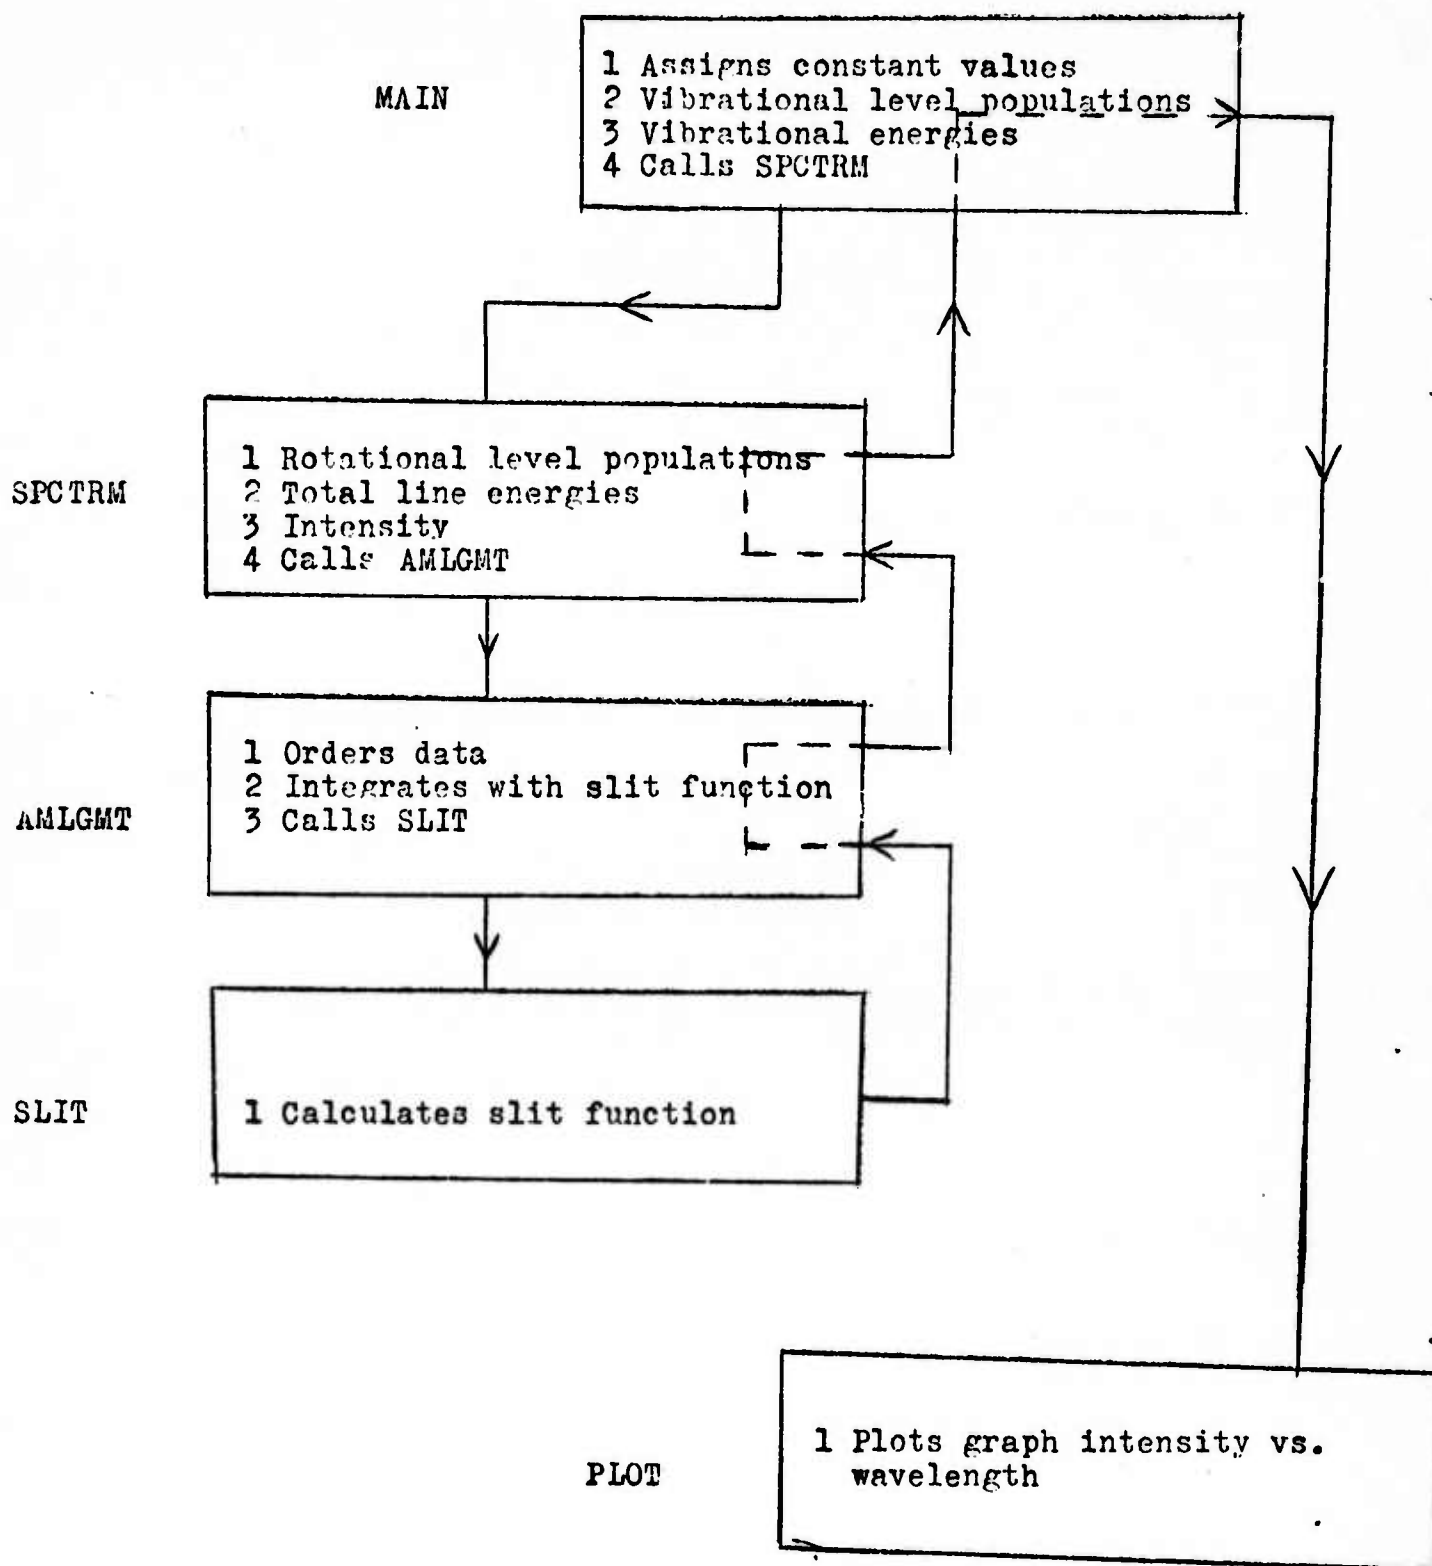 MAIN
1 Assigns constant values
2 Vibrational level populations
3 Vibrational energies
4 Calls SPCTRM
SPCTRM
1 Rotational level populations
2 Total line energies
3 Intensity
4 Calls AMLGMT
AMLGMT
1 Orders data
2 Integrates with slit function
3 Calls SLIT
SLIT
1 Calculates slit function
PLOT
1 Plots graph intensity vs.
wavelength